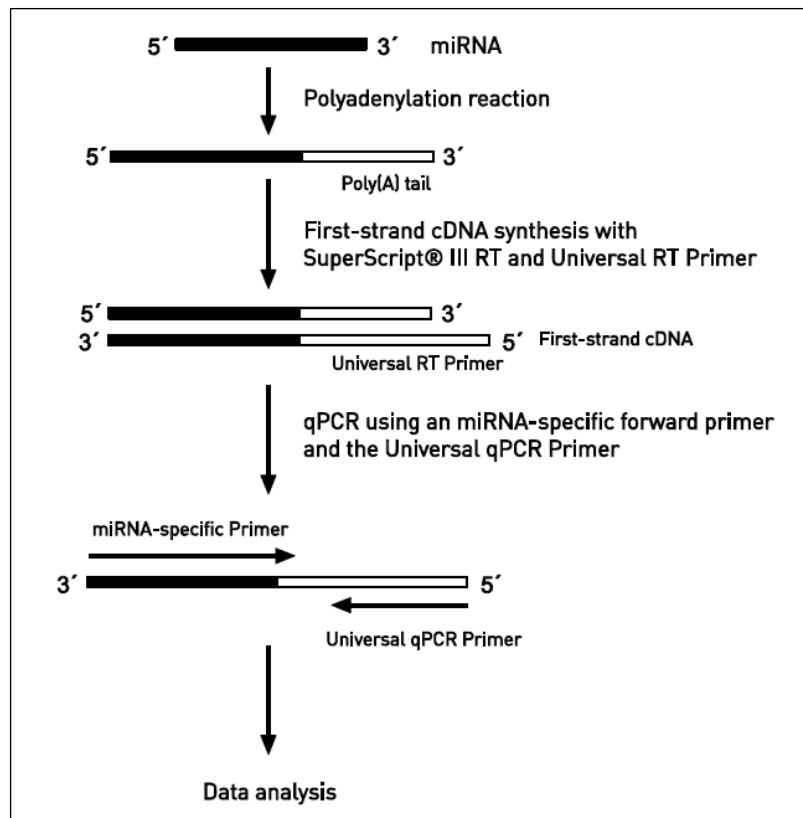 5´ 3´ miRNA
Polyadenylation reaction
5´ 3´
Poly(A) tail
First-strand cDNA synthesis with
SuperScript® III RT and Universal RT Primer
5´ 3´
3´ 5´ First-strand cDNA
Universal RT Primer
qPCR using an miRNA-specific forward primer
and the Universal qPCR Primer
miRNA-specific Primer
3´ 5´
Universal qPCR Primer
Data analysis